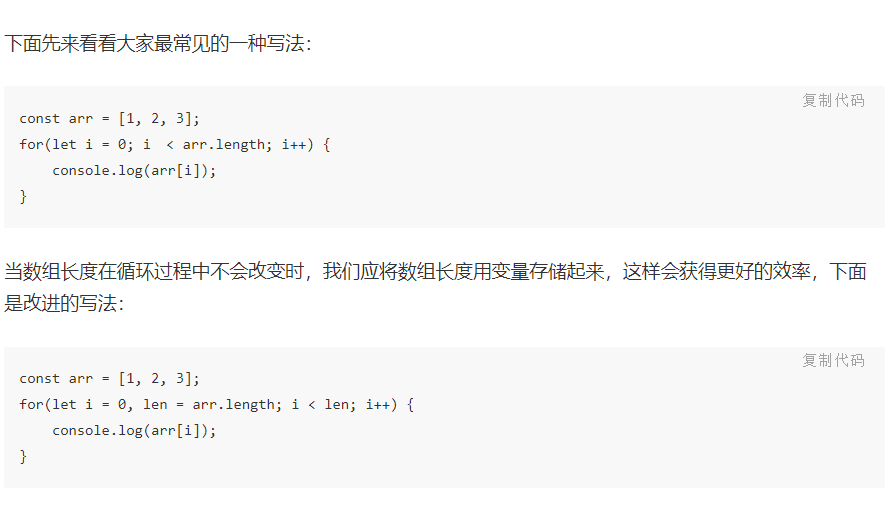 下面先来看看大家最常见的一种写法：
复制代码
const arr = [1, 2, 3];
for(let i = 0; i  < arr.length; i++) {
    console.log(arr[i]);
}
当数组长度在循环过程中不会改变时，我们应将数组长度用变量存储起来，这样会获得更好的效率，下面
是改进的写法：
复制代码
const arr = [1, 2, 3];
for(let i = 0, len = arr.length; i < len; i++) {
    console.log(arr[i]);
}